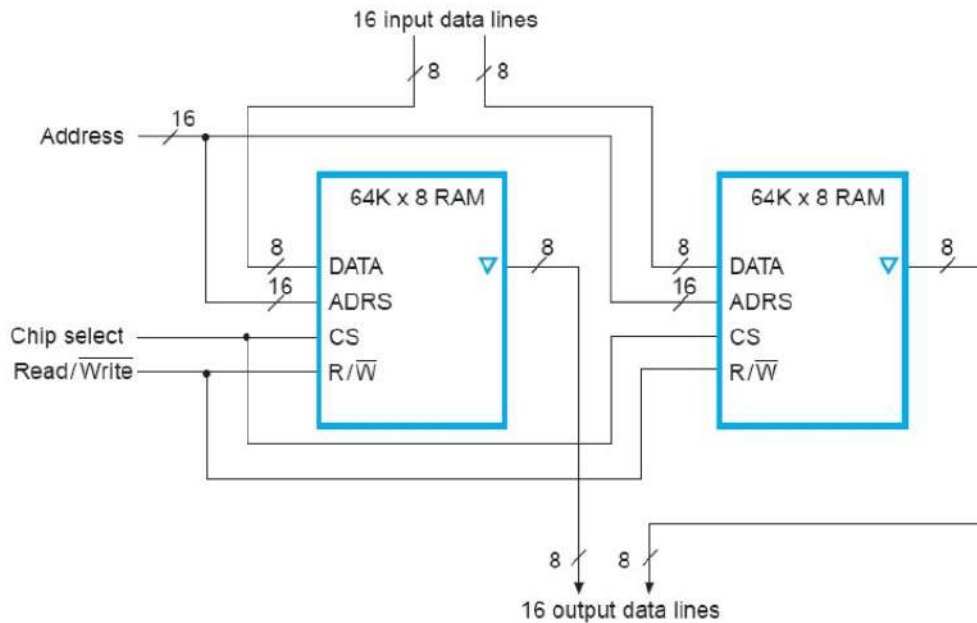 16 input data lines
8 8
16
Address
64K x 8 RAM 64K x 8 RAM
8 8 8 8
DATA DATA
16 16
ADRS ADRS
Chip select CS CS
Read/Write R/W R/W
8 8
16 output data lines